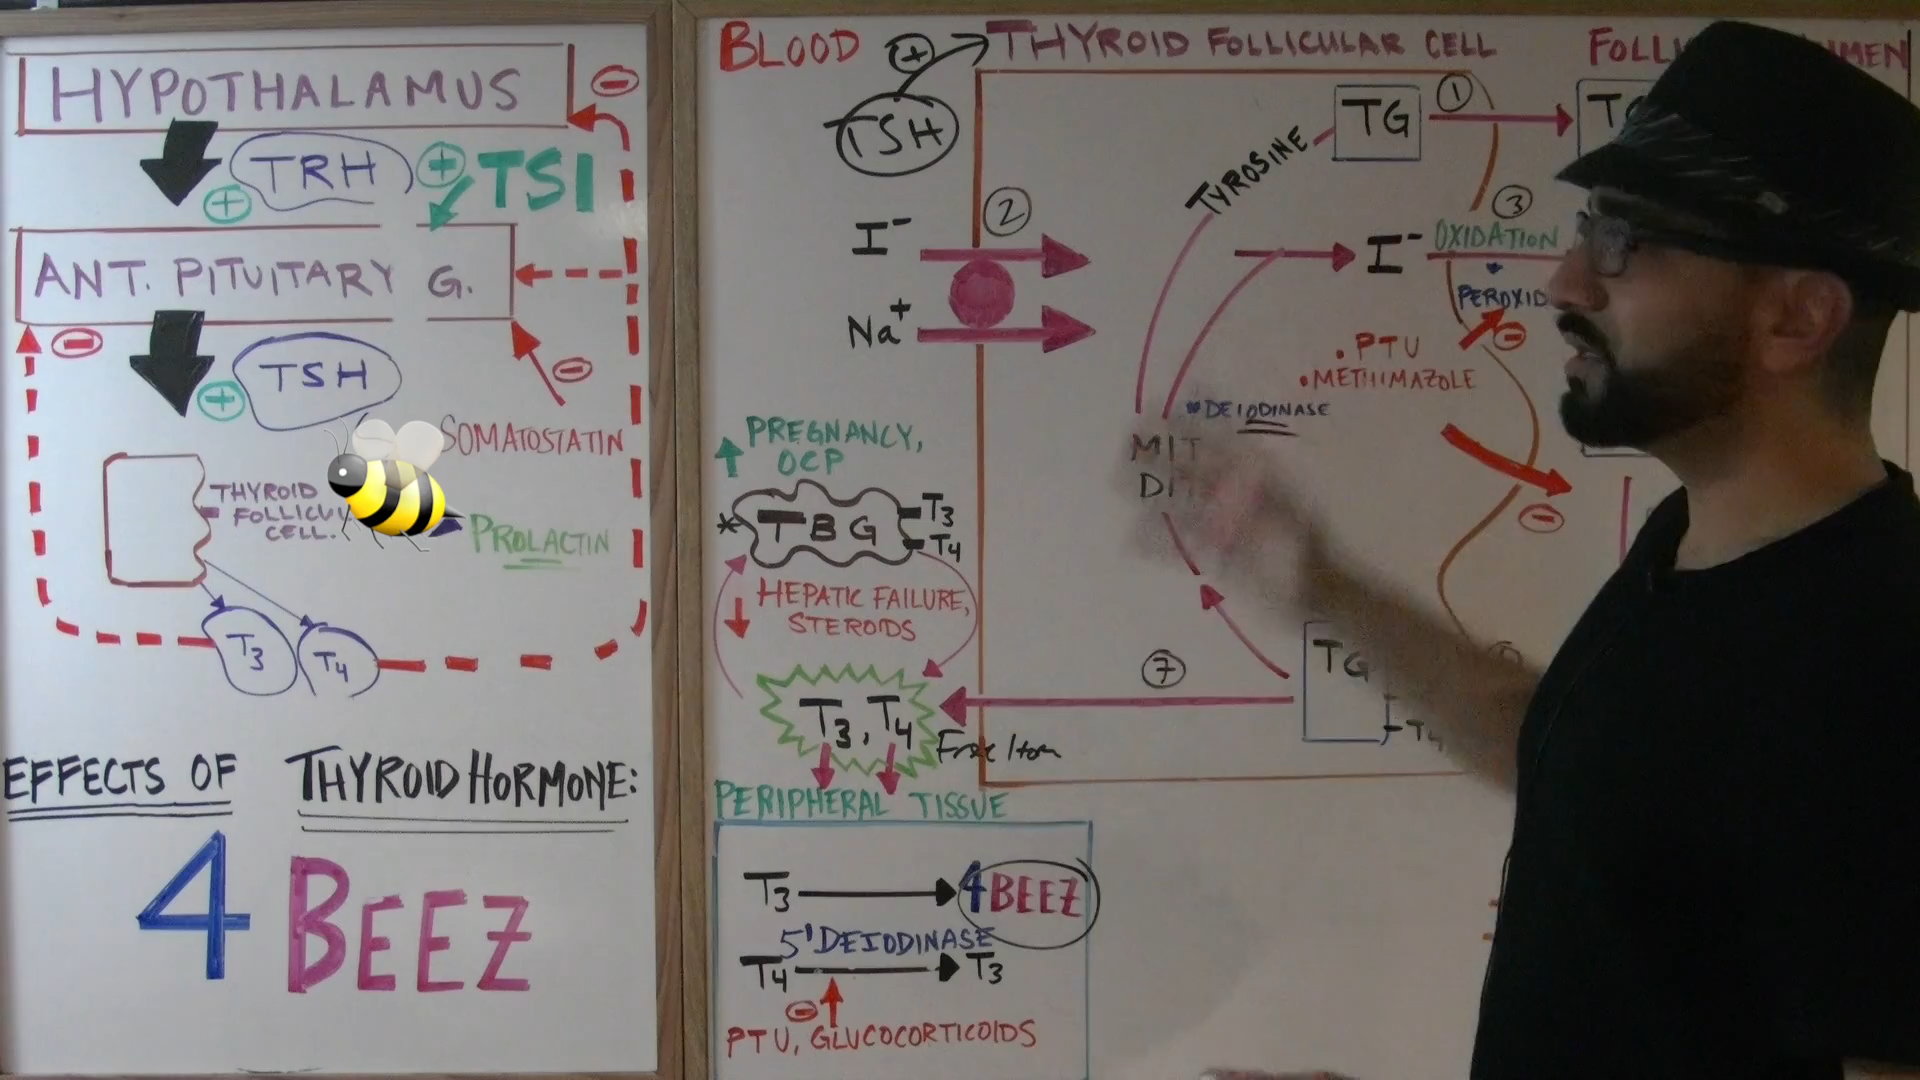 HYPOTHALAMUS
TRH
TSI
ANT. PITUITARY G.
TSH
SOMATOSTATIN
THYROID
CELL.
PROLACTIN
T3
T4
EFFECTS OF THYROID HORMONE:
4 BEEZ
BLOOD
THYROID FOLLICULAR CELL
TSH
TG
1
TYROSINE
I-
2
Na+
I-
OXIDATION
3
• PTU
• METHIMAZOLE
* DEIODINASE
MIT
PREGNANCY,
OCP
* TBG
T3
T4
HEPATIC FAILURE,
STEROIDS
7
TG
T4
T3, T4
PERIPHERAL TISSUE
T3
4BEEZ
5' DEIODINASE
T4
T3
PTU, GLUCOCORTICOIDS